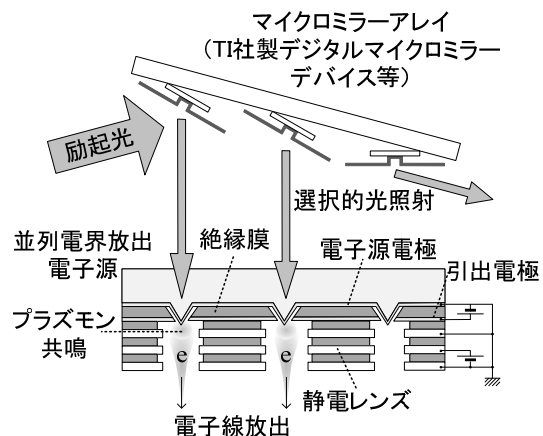 マイクロミラーアレイ
（TI社製デジタルマイクロミラー
デバイス等）
励起光
選択的光照射
並列電界放出
電子源
絶縁膜
電子源電極
引出電極
プラズモン
共鳴
e
e
静電レンズ
電子線放出